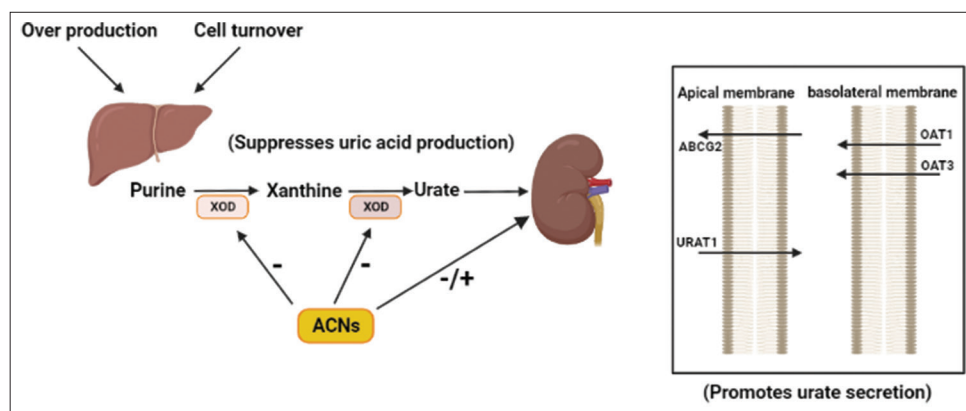 Over production
Cell turnover
(Suppresses uric acid production)
Purine
Xanthine
Urate
XOD
XOD
-
-
-/+
ACNs
Apical membrane
basolateral membrane
ABCG2
OAT1
OAT3
URAT1
(Promotes urate secretion)